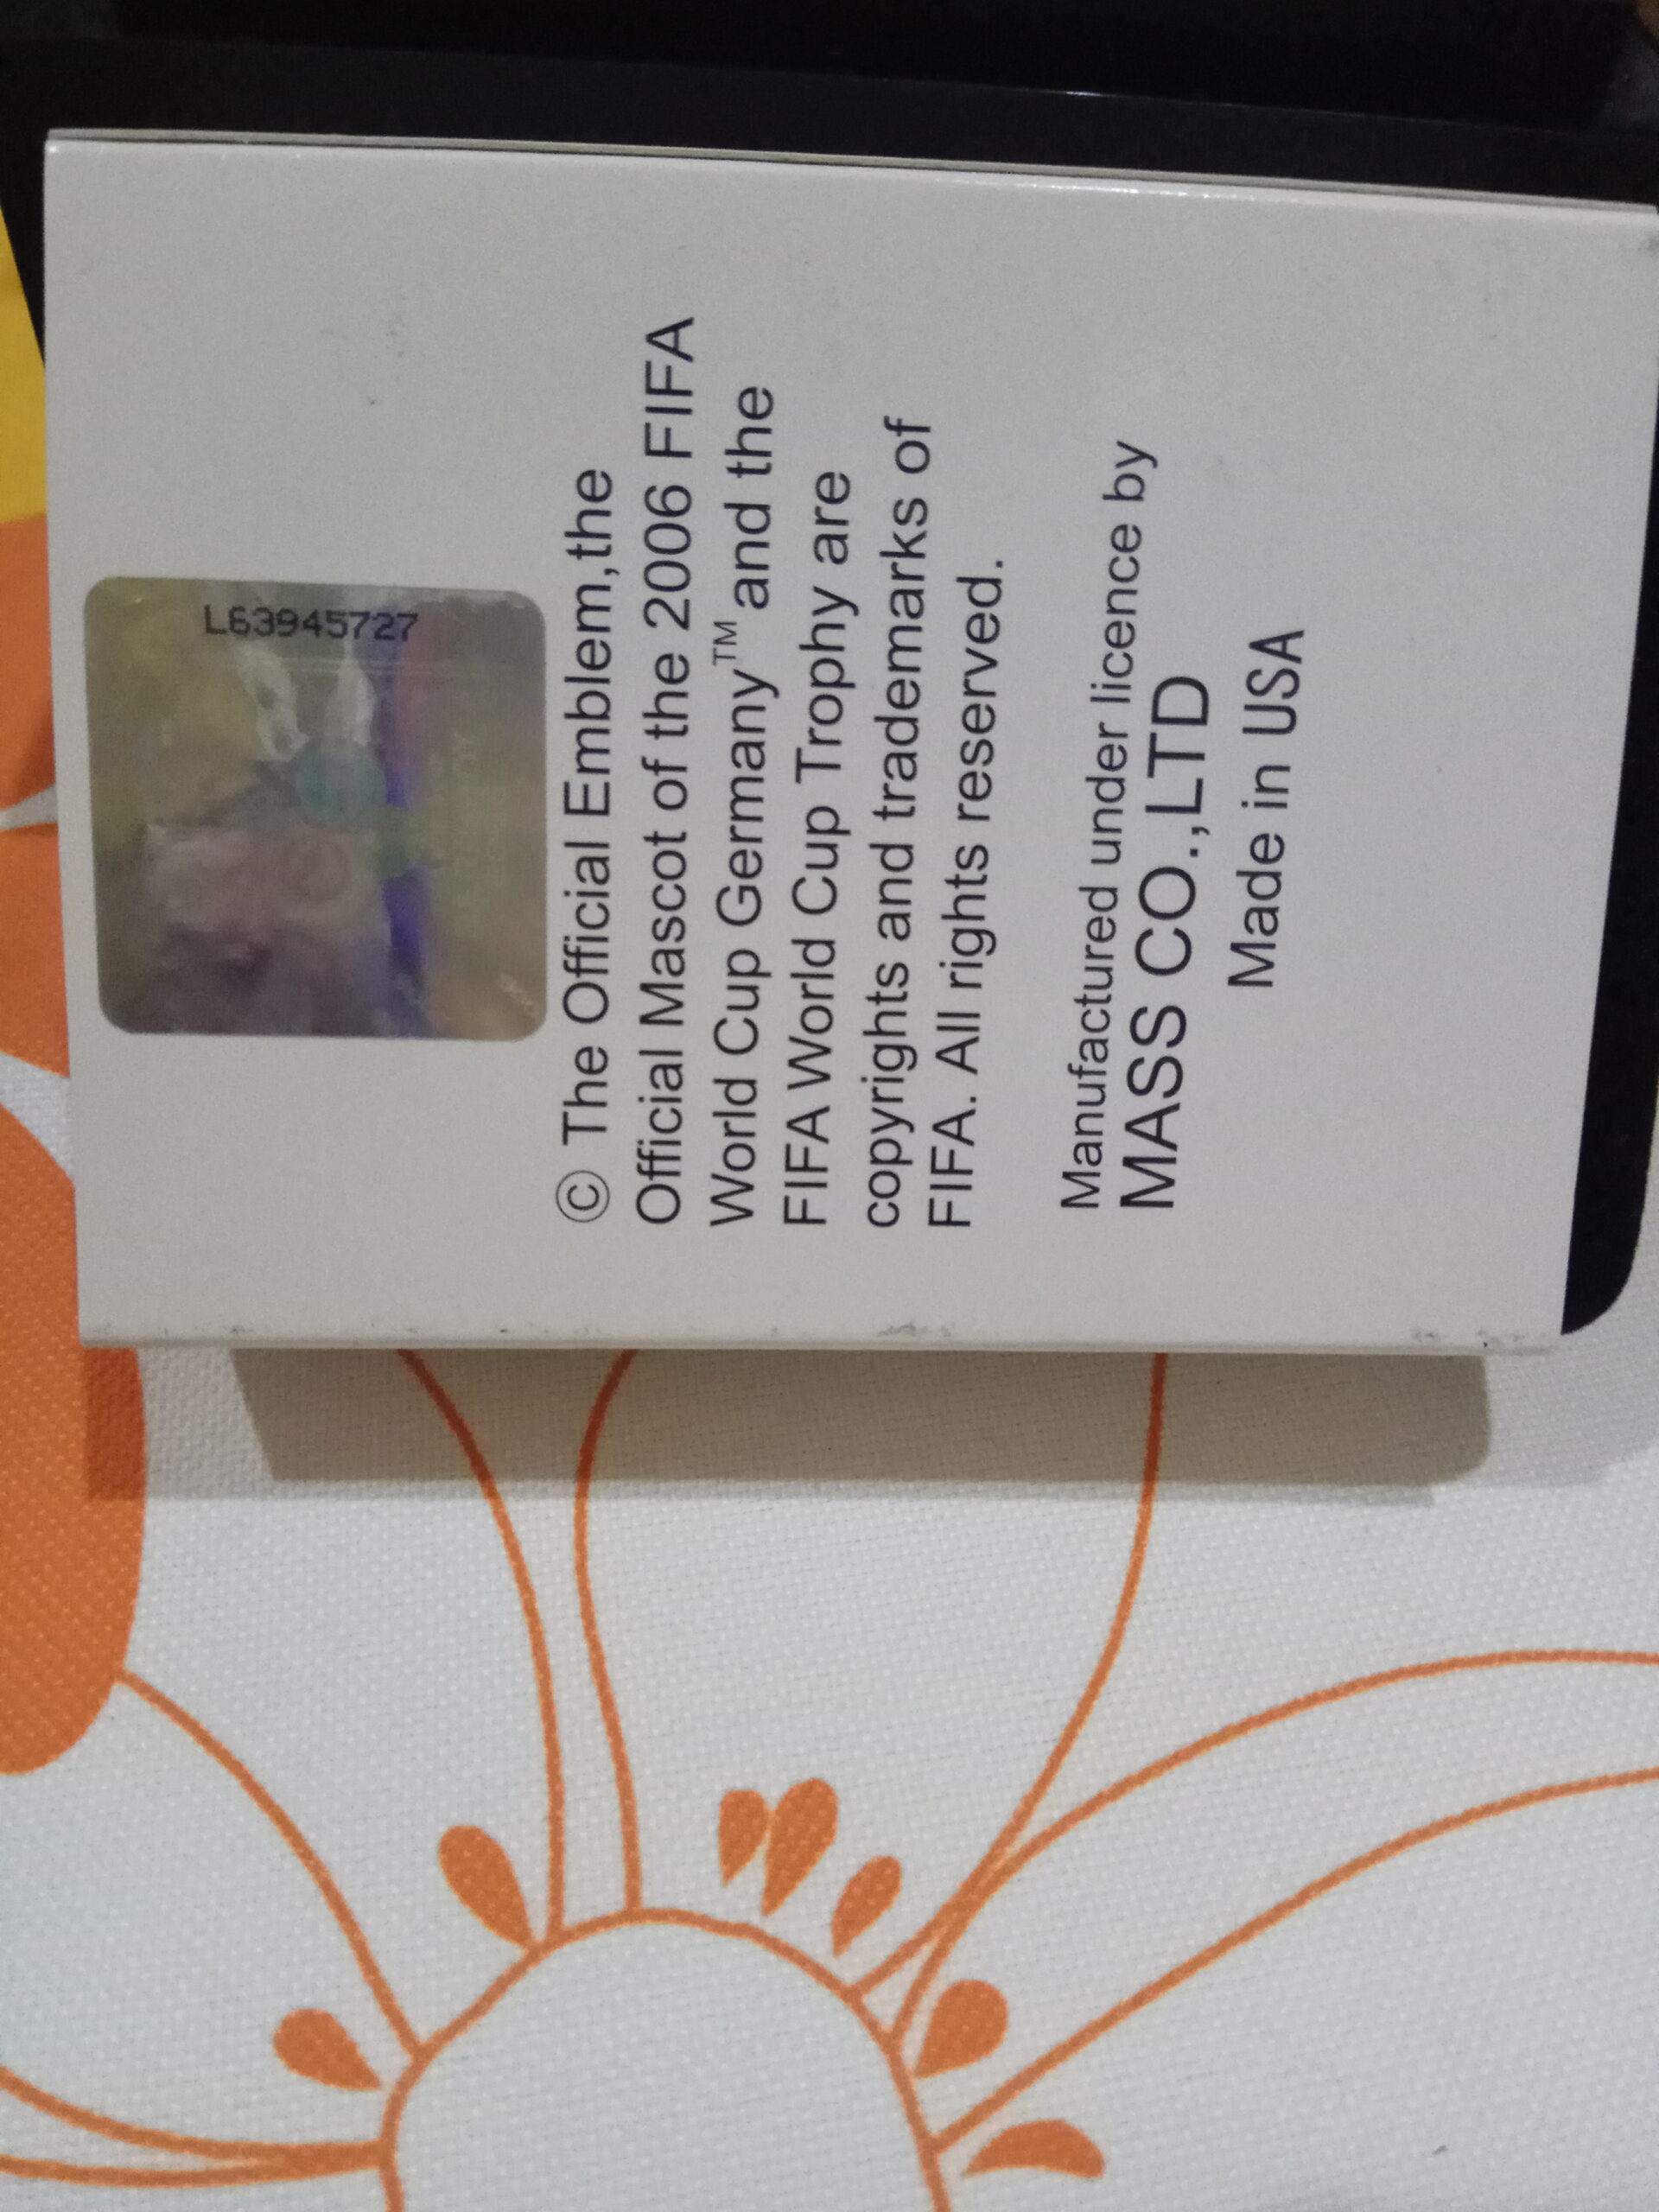 L63945727
© The Official Emblem,the
Official Mascot of the 2006 FIFA
World Cup Germany™ and the
FIFA World Cup Trophy are
copyrights and trademarks of
FIFA. All rights reserved.
Manufactured under licence by
MASS CO.,LTD
Made in USA